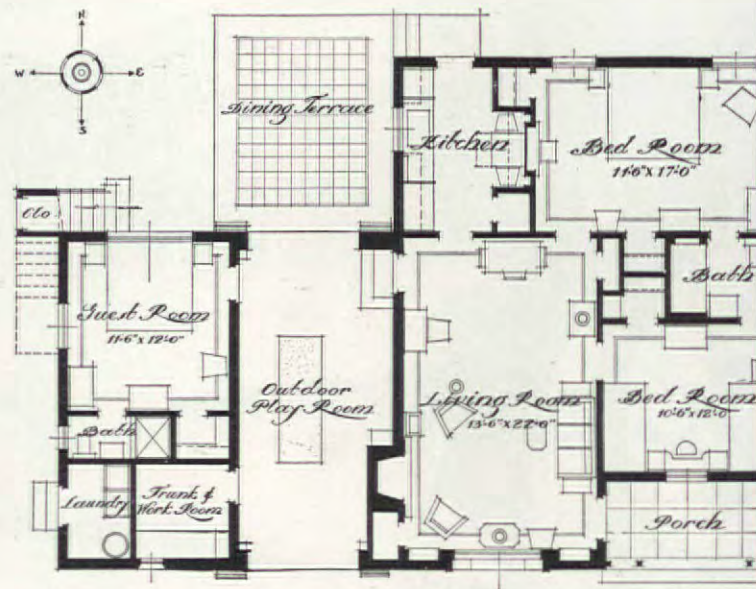 N
W E
S
Dining Terrace
Kitchen
Bed Room
11'-6" X 17'-0"
Clo.
Guest Room
11'-6" X 12'-0"
Bath
Outdoor
Play Room
Living Room
13'-6" X 22'-6"
Bed Room
10'-6" X 12'-0"
Bath
Laundry
Trunk &
Work Room
Porch